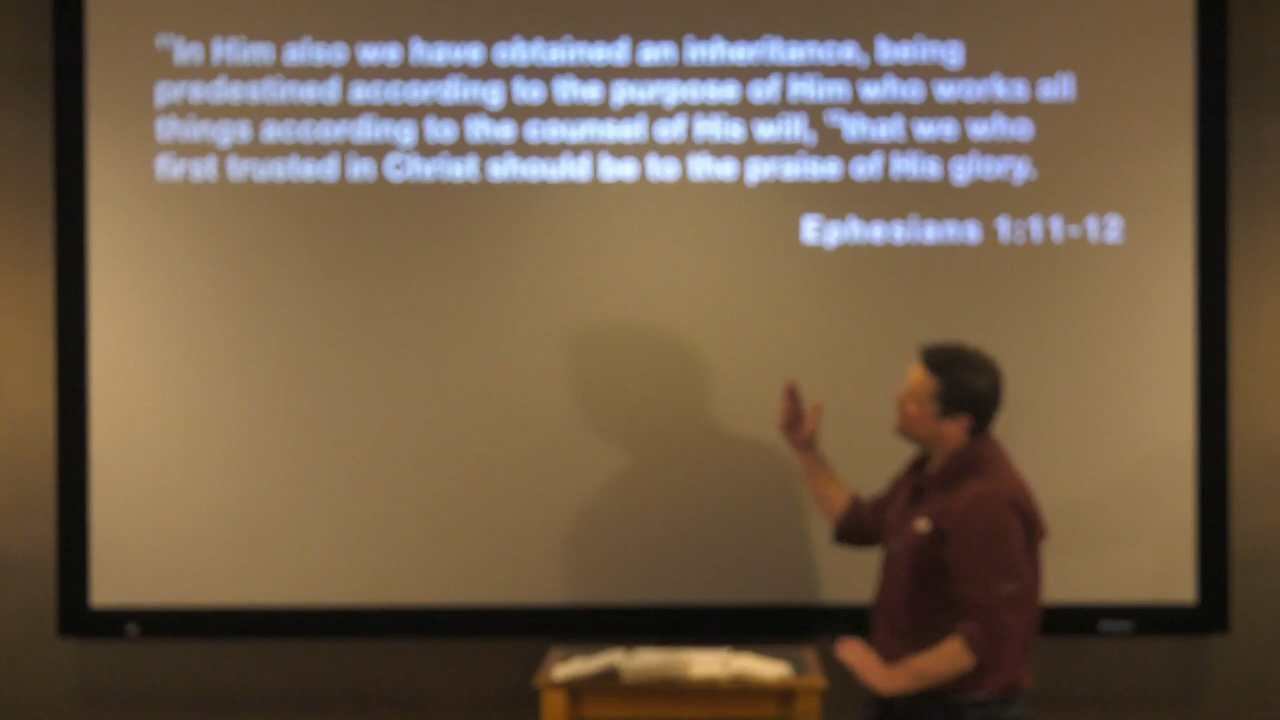 "In Him also we have obtained an inheritance, being
predestined according to the purpose of Him who works all
things according to the counsel of His will, that we who
first trusted in Christ should be to the praise of His glory.
Ephesians 1:11-12